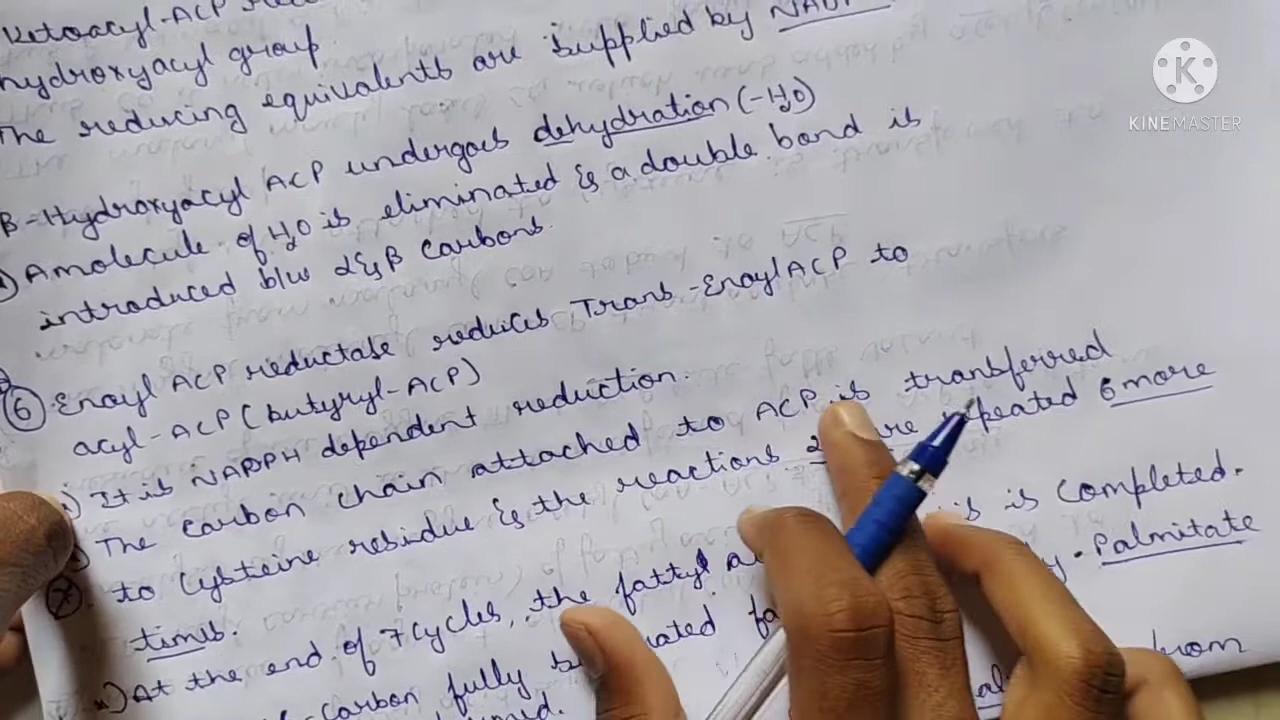 Ketoacyl-ACP
hydroxyacyl group.
The reducing equivalents are supplied by
β-Hydroxyacyl ACP undergoes dehydration (-H₂O)
A molecule of H₂O is eliminated & a double bond is
introduced b/w α & β carbons.
⑥ Enoyl ACP reductase reduces Trans-Enoyl ACP to
acyl-ACP (butyryl-ACP)
i) It is NADPH dependent reduction.
⑦. The carbon chain attached to ACP is transferred
to cysteine residue & the reactions 2 are repeated 6 more
times.
ii) At the end of 7 cycles, the fatty is completed.
carbon fully Palmitate
from
KINEMASTER